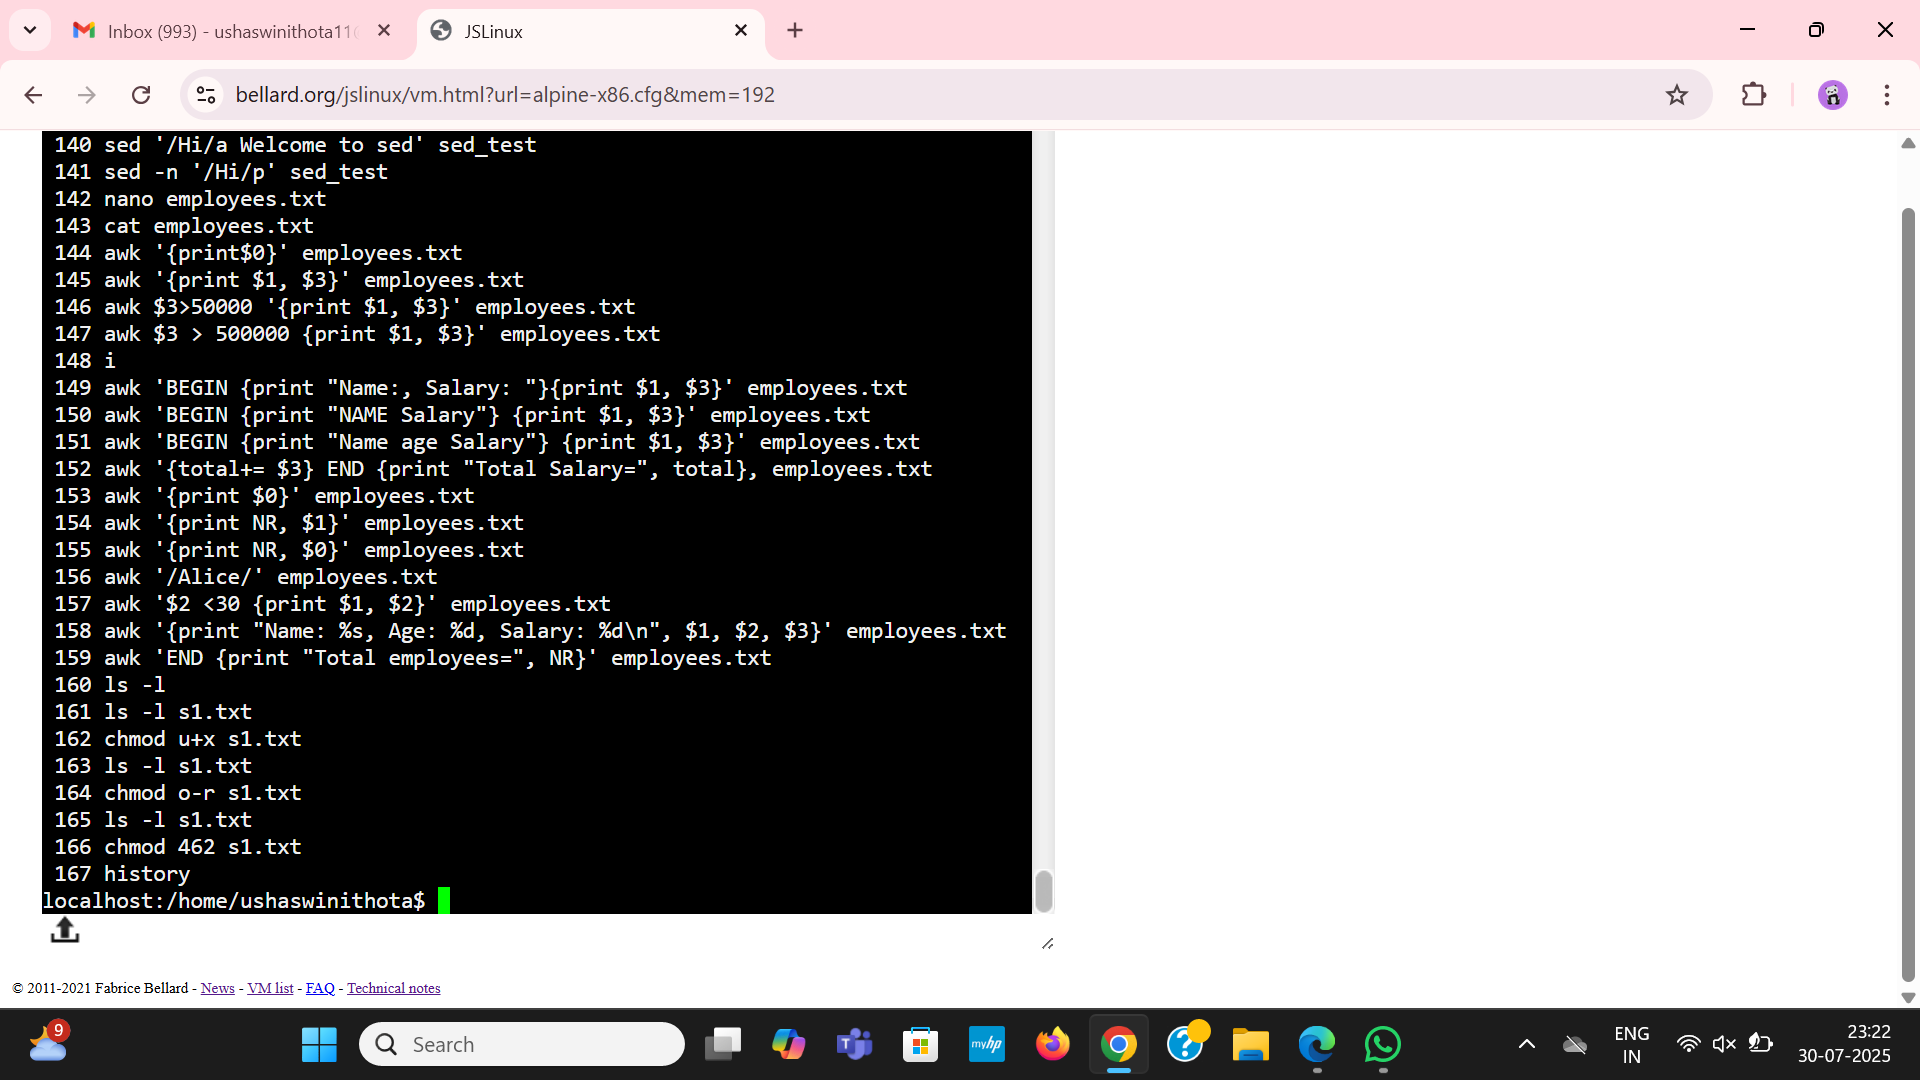 Inbox (993) - ushaswinithota11
JSLinux
bellard.org/jslinux/vm.html?url=alpine-x86.cfg&mem=192
140 sed '/Hi/a Welcome to sed' sed_test
141 sed -n '/Hi/p' sed_test
142 nano employees.txt
143 cat employees.txt
144 awk '{print$0}' employees.txt
145 awk '{print $1, $3}' employees.txt
146 awk $3>50000 '{print $1, $3}' employees.txt
147 awk $3 > 500000 {print $1, $3}' employees.txt
148 i
149 awk 'BEGIN {print "Name:, Salary: "}{print $1, $3}' employees.txt
150 awk 'BEGIN {print "NAME Salary"} {print $1, $3}' employees.txt
151 awk 'BEGIN {print "Name age Salary"} {print $1, $3}' employees.txt
152 awk '{total+= $3} END {print "Total Salary=", total}, employees.txt
153 awk '{print $0}' employees.txt
154 awk '{print NR, $1}' employees.txt
155 awk '{print NR, $0}' employees.txt
156 awk '/Alice/' employees.txt
157 awk '$2 <30 {print $1, $2}' employees.txt
158 awk '{print "Name: %s, Age: %d, Salary: %d\n", $1, $2, $3}' employees.txt
159 awk 'END {print "Total employees=", NR}' employees.txt
160 ls -l
161 ls -l s1.txt
162 chmod u+x s1.txt
163 ls -l s1.txt
164 chmod o-r s1.txt
165 ls -l s1.txt
166 chmod 462 s1.txt
167 history
localhost:/home/ushaswinithota$
© 2011-2021 Fabrice Bellard - News - VM list - FAQ - Technical notes
9
Search
myhp
ENG
IN
23:22
30-07-2025